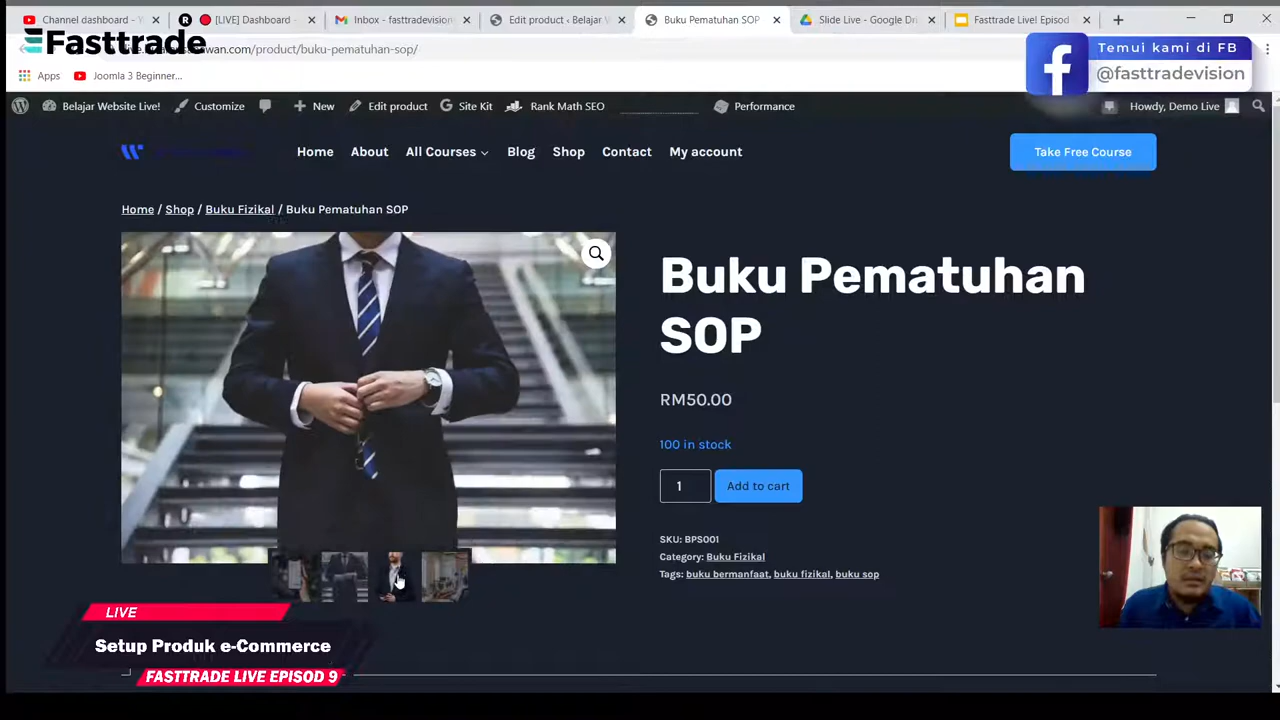 Channel dashboard - Y
[LIVE] Dashboard -
Inbox - fasttradevision
Edit product ‹ Belajar W
Buku Pematuhan SOP
Slide Live - Google Dri
Fasttrade Live! Episod
Fasttrade
wan.com/product/buku-pematuhan-sop/
Temui kami di FB
@fasttradevision
Apps
Joomla 3 Beginner...
Belajar Website Live!
Customize
New
Edit product
Site Kit
Rank Math SEO
Performance
Howdy, Demo Live
Home
About
All Courses
Blog
Shop
Contact
My account
Take Free Course
Home / Shop / Buku Fizikal / Buku Pematuhan SOP
Buku Pematuhan
SOP
RM50.00
100 in stock
1
Add to cart
SKU: BPS001
Category: Buku Fizikal
Tags: buku bermanfaat, buku fizikal, buku sop
LIVE
Setup Produk e-Commerce
FASTTRADE LIVE EPISOD 9